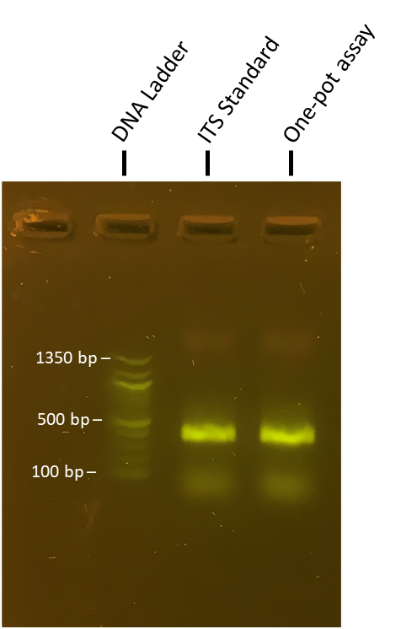 DNA Ladder
ITS Standard
One-pot assay
1350 bp
500 bp
100 bp